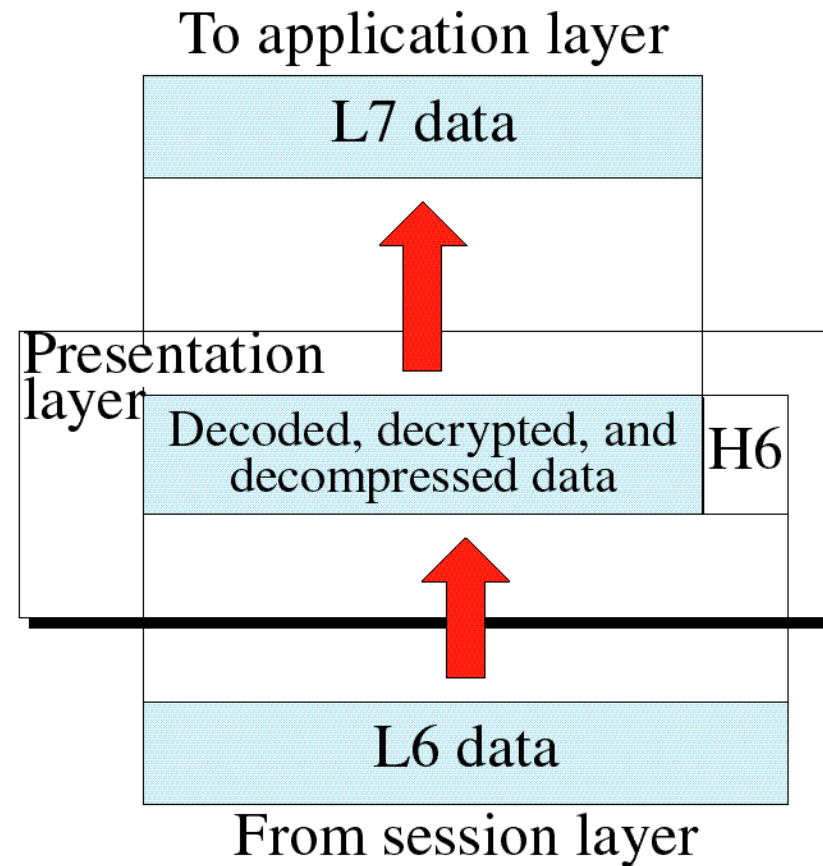 To application layer
L7 data
Presentation
layer
Decoded, decrypted, and
decompressed data
H6
L6 data
From session layer